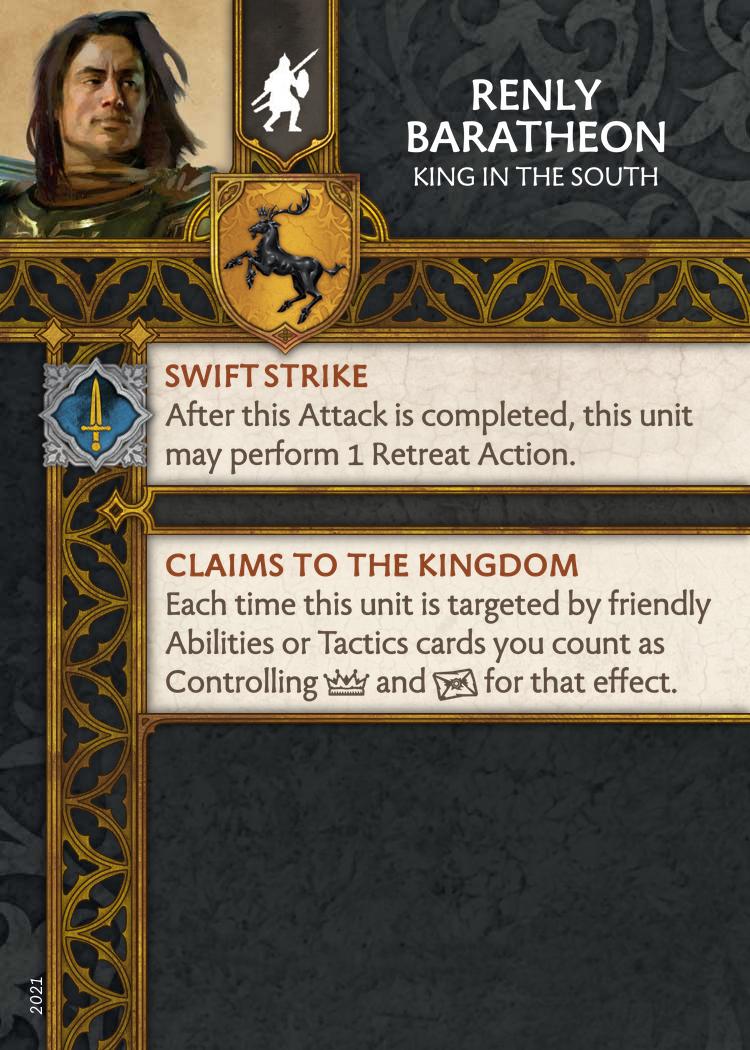 RENLY
BARATHEON
KING IN THE SOUTH
SWIFT STRIKE
After this Attack is completed, this unit
may perform 1 Retreat Action.
CLAIMS TO THE KINGDOM
Each time this unit is targeted by friendly
Abilities or Tactics cards you count as
Controlling and for that effect.
2021